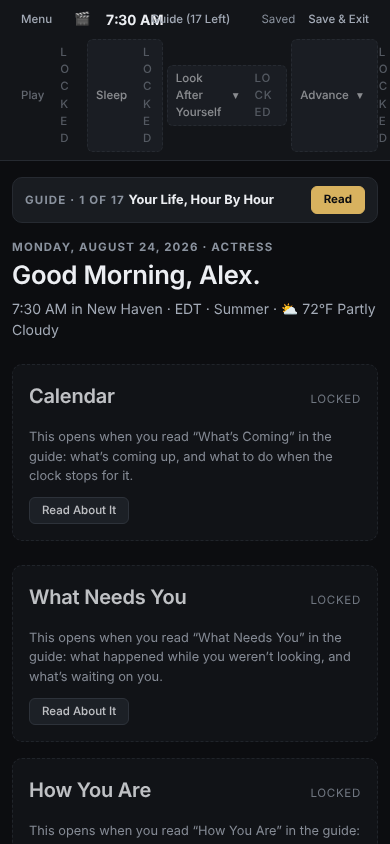 Menu 🎬 7:30 AM Guide (17 Left) Saved Save & Exit
Play LOCKED Sleep LOCKED Look After Yourself ▾ LOCKED Advance ▾ LOCKED
GUIDE · 1 OF 17 Your Life, Hour By Hour Read
MONDAY, AUGUST 24, 2026 · ACTRESS
Good Morning, Alex.
7:30 AM in New Haven · EDT · Summer · ⛅ 72°F Partly
Cloudy
Calendar LOCKED
This opens when you read “What’s Coming” in the
guide: what’s coming up, and what to do when the
clock stops for it.
Read About It
What Needs You LOCKED
This opens when you read “What Needs You” in the
guide: what happened while you weren’t looking, and
what’s waiting on you.
Read About It
How You Are LOCKED
This opens when you read “How You Are” in the guide: